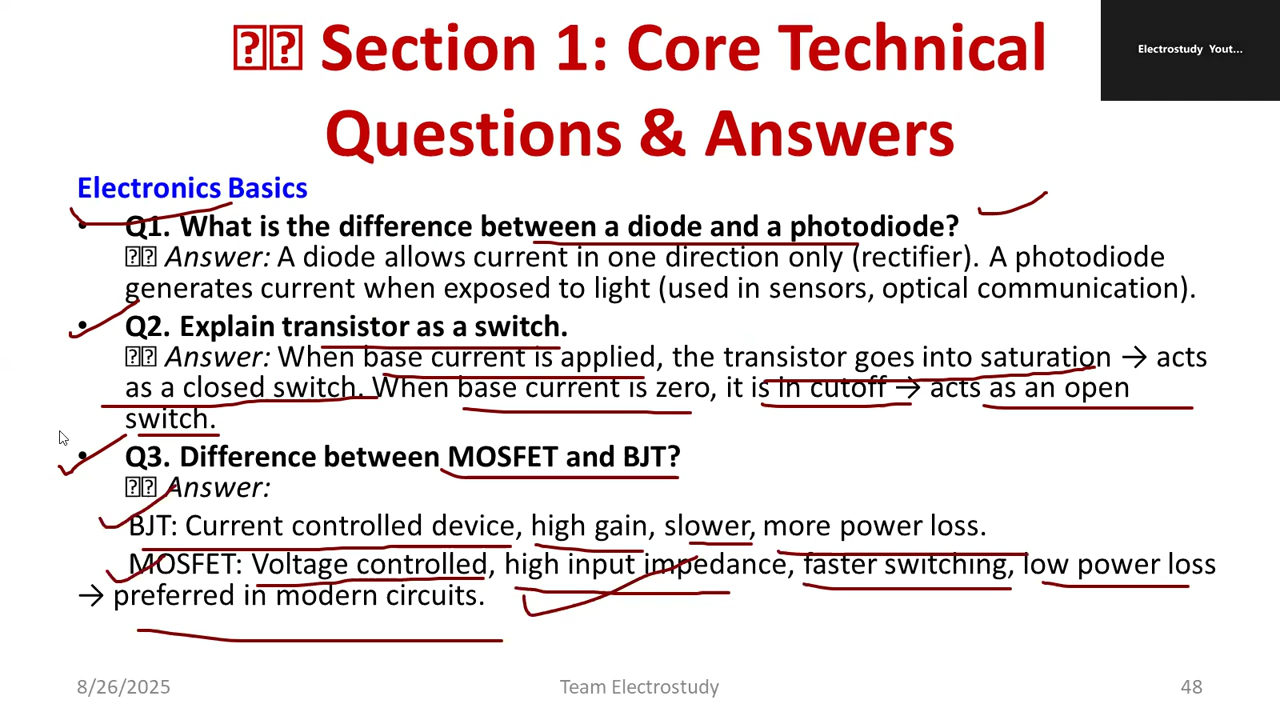 Section 1: Core Technical
Questions & Answers
Electrostudy Yout...
Electronics Basics
• Q1. What is the difference between a diode and a photodiode?
Answer: A diode allows current in one direction only (rectifier). A photodiode
generates current when exposed to light (used in sensors, optical communication).
• Q2. Explain transistor as a switch.
Answer: When base current is applied, the transistor goes into saturation → acts
as a closed switch. When base current is zero, it is in cutoff → acts as an open
switch.
• Q3. Difference between MOSFET and BJT?
Answer:
BJT: Current controlled device, high gain, slower, more power loss.
MOSFET: Voltage controlled, high input impedance, faster switching, low power loss
→ preferred in modern circuits.
8/26/2025
Team Electrostudy
48